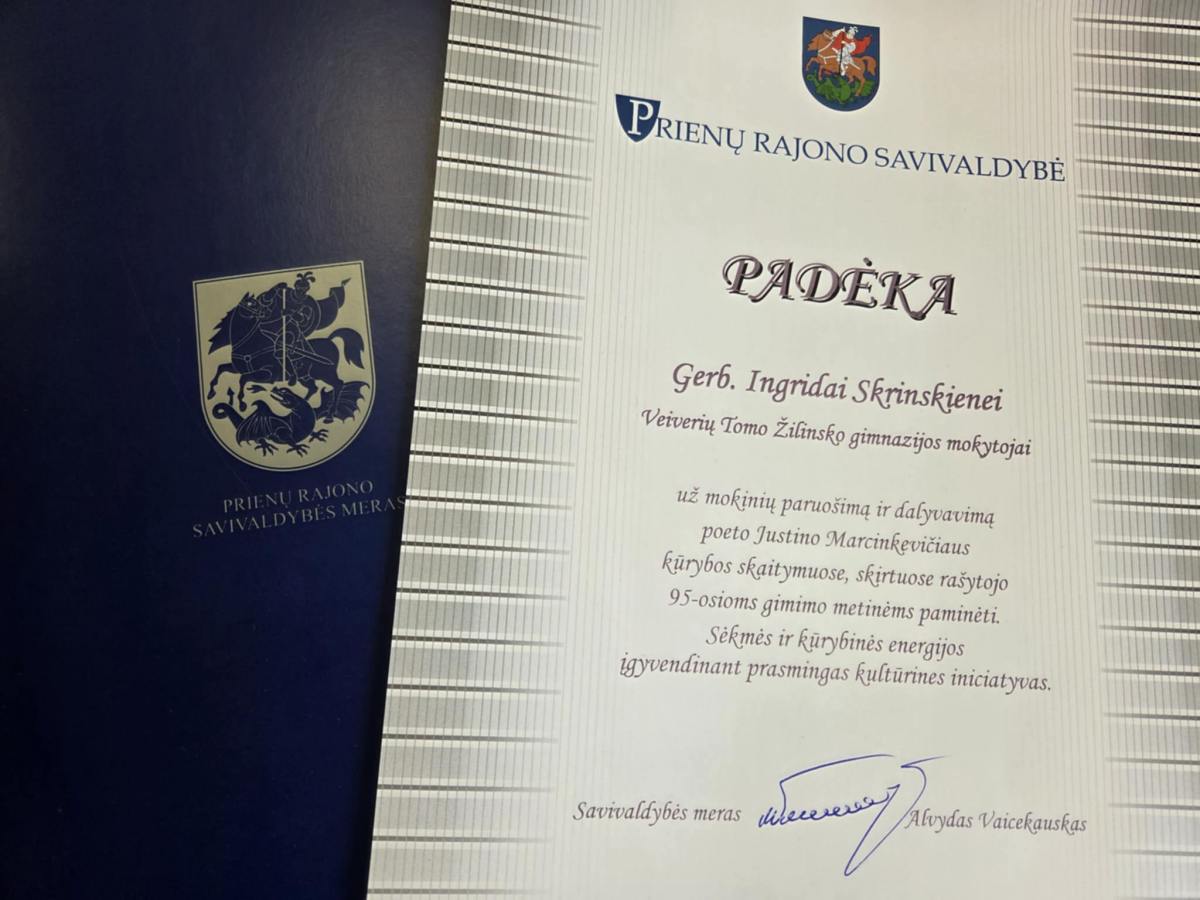 PRIENŲ RAJONO
SAVIVALDYBĖS MERAS
PRIENŲ RAJONO SAVIVALDYBĖ
PADĖKA
Gerb. Ingridai Skrinskienei
Veiverių Tomo Žilinsko gimnazijos mokytojai
už mokinių paruošimą ir dalyvavimą
poeto Justino Marcinkevičiaus
kūrybos skaitymuose, skirtuose rašytojo
95-osioms gimimo metinėms paminėti.
Sėkmės ir kūrybinės energijos
įgyvendinant prasmingas kultūrines iniciatyvas.
Savivaldybės meras Alvydas Vaicekauskas